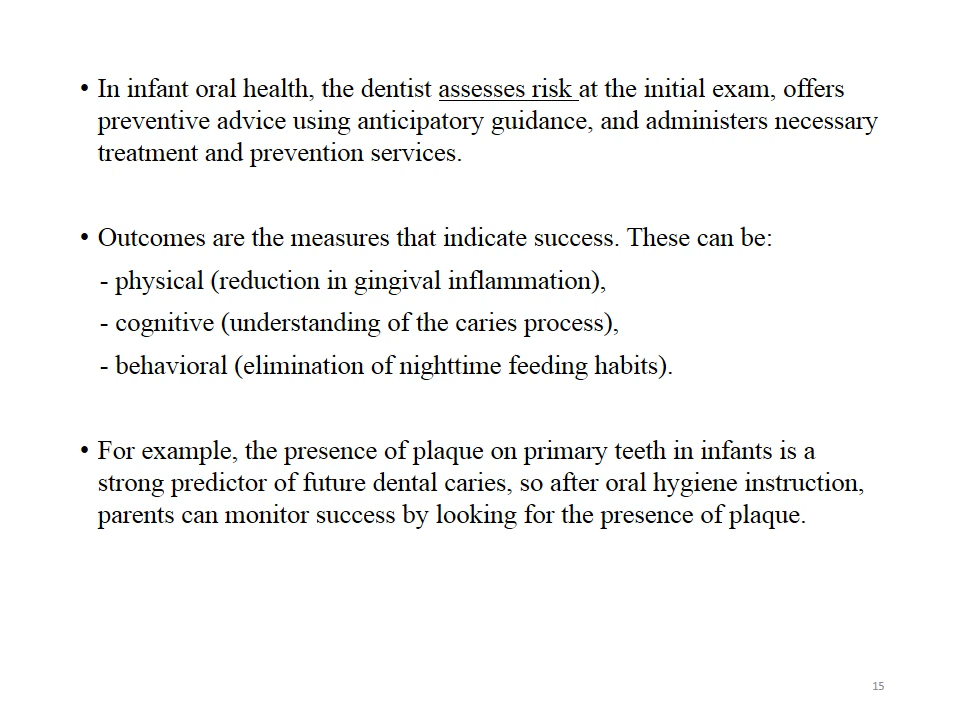 • In infant oral health, the dentist assesses risk at the initial exam, offers
preventive advice using anticipatory guidance, and administers necessary
treatment and prevention services.
• Outcomes are the measures that indicate success. These can be:
- physical (reduction in gingival inflammation),
- cognitive (understanding of the caries process),
- behavioral (elimination of nighttime feeding habits).
• For example, the presence of plaque on primary teeth in infants is a
strong predictor of future dental caries, so after oral hygiene instruction,
parents can monitor success by looking for the presence of plaque.
15